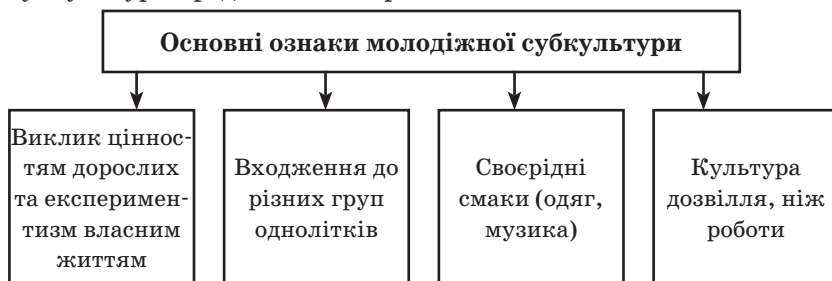 Основні ознаки молодіжної субкультури
Виклик ціннос-
тям дорослих
та експеримен-
тизм власним
життям
Входження до
різних груп
однолітків
Своєрідні
смаки (одяг,
музика)
Культура
дозвілля, ніж
роботи